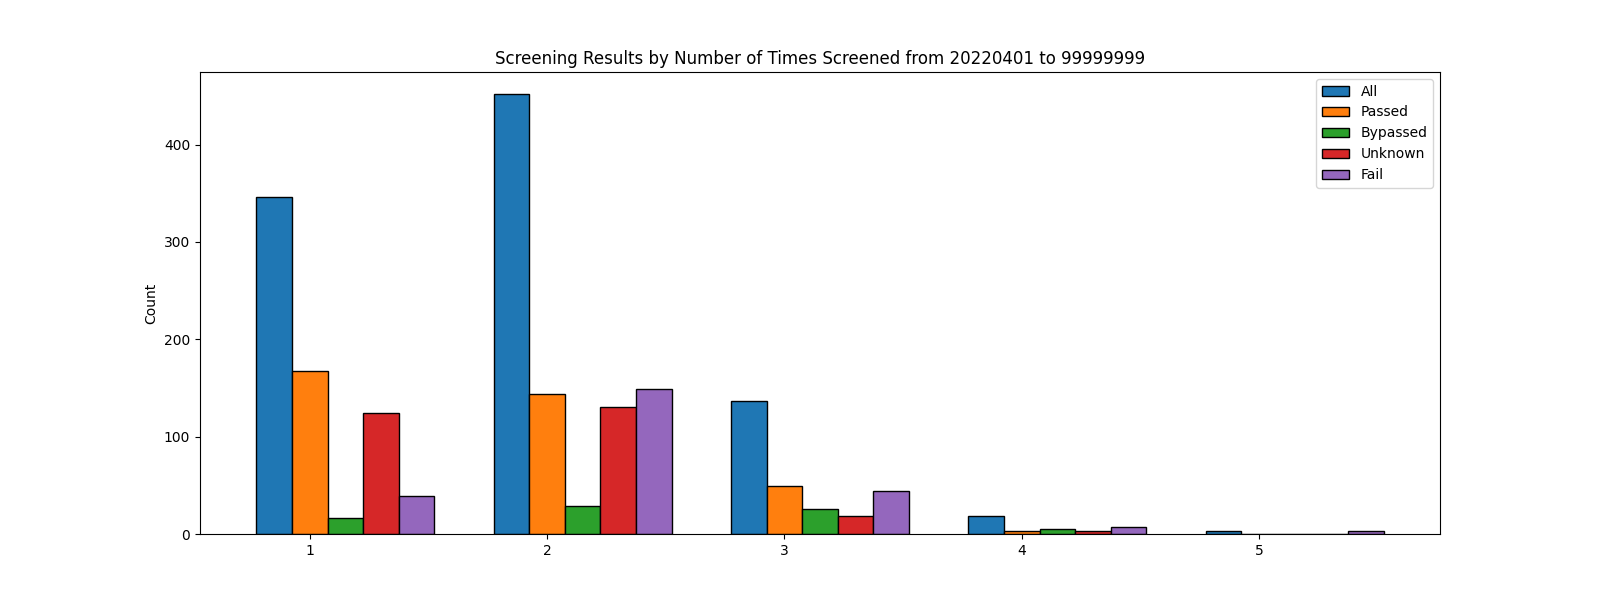 Screening Results by Number of Times Screened from 20220401 to 99999999
All
Passed
Bypassed
Unknown
Fail
Count
400
300
200
100
0
1 2 3 4 5